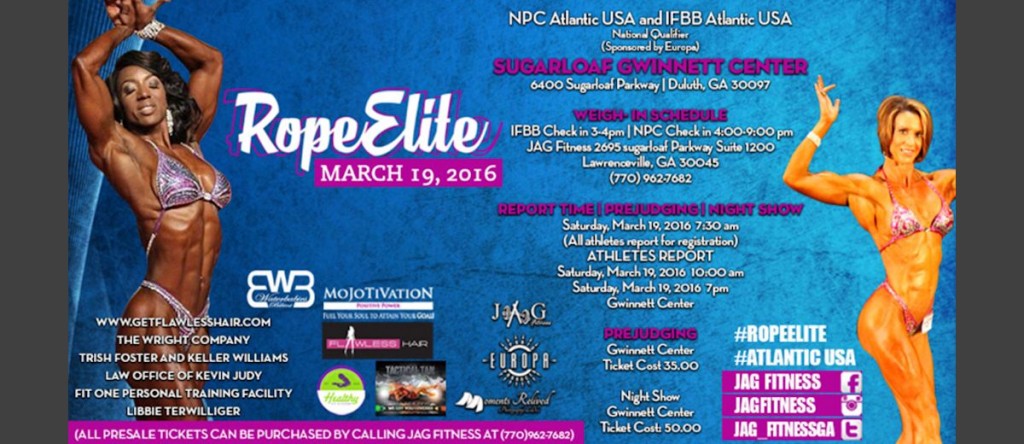 NPC Atlantic USA and IFBB Atlantic USA
National Qualifier
(Sponsored by Europa)
SUGARLOAF GWINNETT CENTER
6400 Sugarloaf Parkway | Duluth, GA 30097
RopeElite
MARCH 19, 2016
WEIGH- IN SCHEDULE
IFBB Check in 3-4pm | NPC Check in 4:00-9:00 pm
JAG Fitness 2695 sugarloaf Parkway Suite 1200
Lawrenceville, GA 30045
(770) 962-7682
REPORT TIME | PREJUDGING | NIGHT SHOW
Saturday, March 19, 2016 7:30 am
(All athletes report for registration)
ATHLETES REPORT
Saturday, March 19, 2016 10:00 am
Saturday, March 19, 2016 7pm
Gwinnett Center
PREJUDGING
Gwinnett Center
Ticket Cost 35.00
Night Show
Gwinnett Center
Ticket Cost: 50.00
WWW.GETFLAWLESSHAIR.COM
THE WRIGHT COMPANY
TRISH FOSTER AND KELLER WILLIAMS
LAW OFFICE OF KEVIN JUDY
FIT ONE PERSONAL TRAINING FACILITY
LIBBIE TERWILLIGER
MOJOTIVATION
POSITIVE POWER
FUEL YOUR SOUL TO ATTAIN YOUR GOALS
FLAWLESS HAIR
Healthy
TACTICAL TAN
JAG
Fitness
EUROPA
Moments Reived
#ROPEELITE
#ATLANTIC USA
JAG FITNESS
JAGFITNESS
JAG_FITNESSGA
(ALL PRESALE TICKETS CAN BE PURCHASED BY CALLING JAG FITNESS AT (770)962-7682)